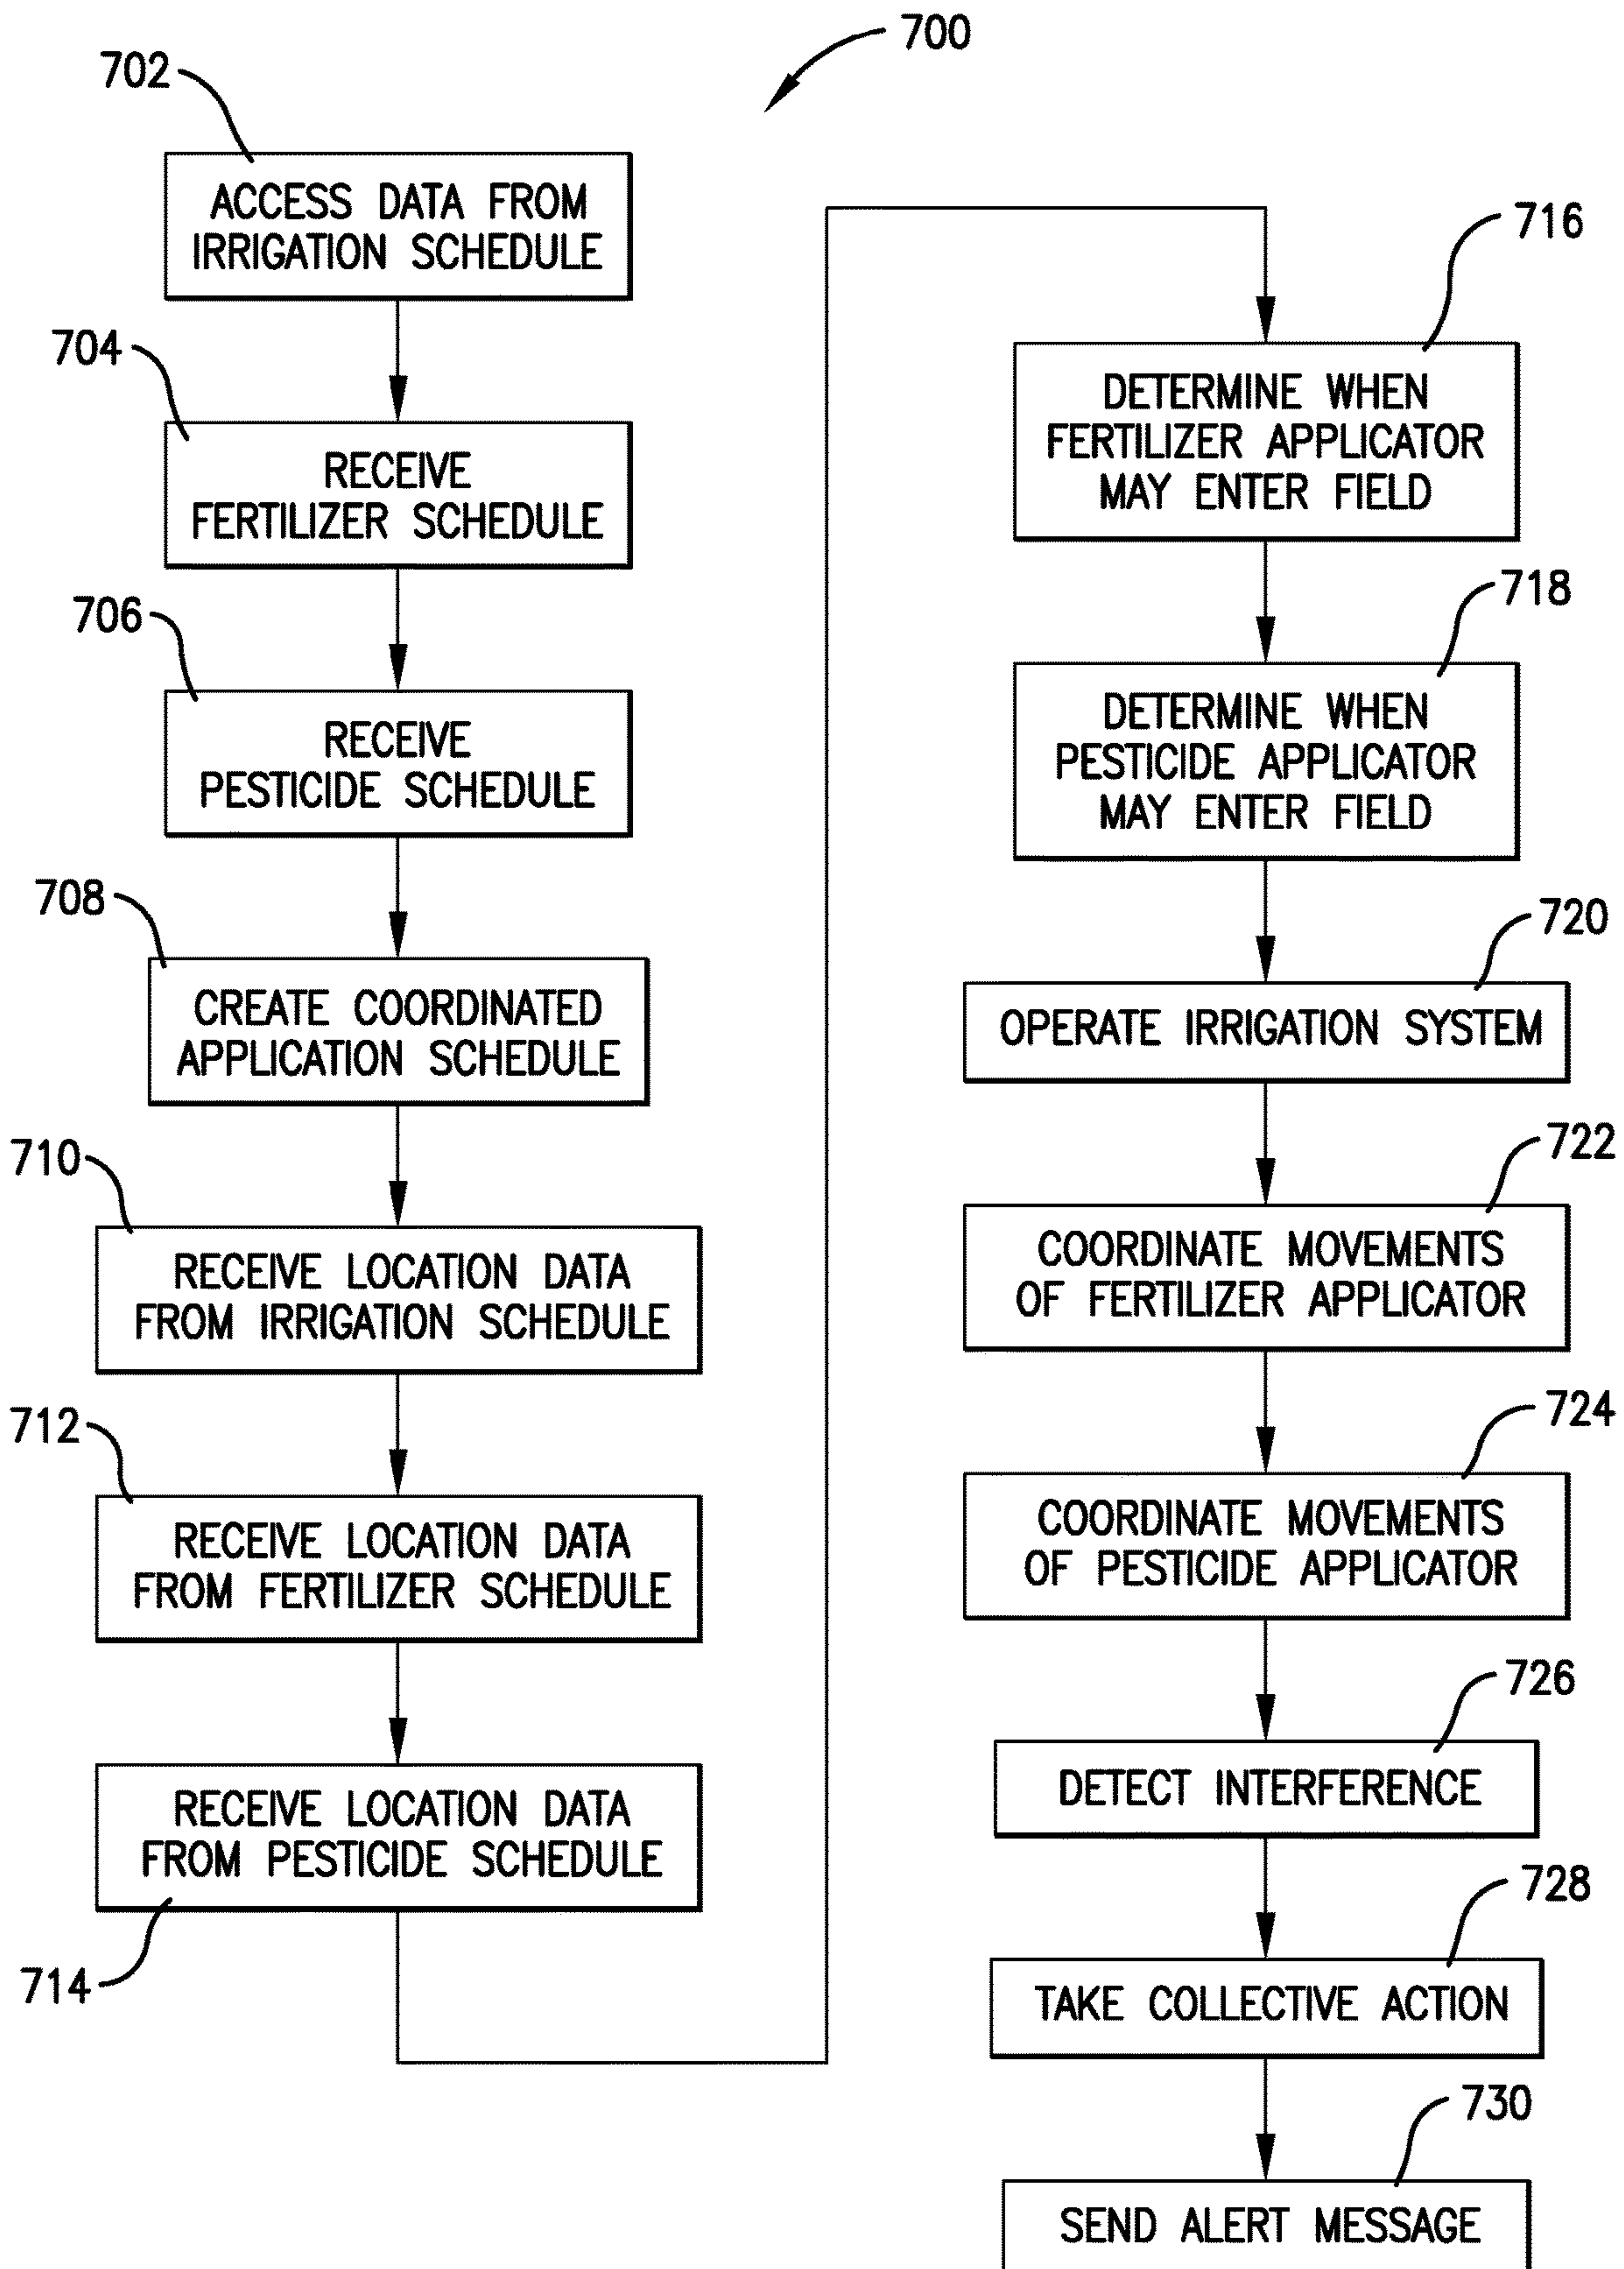 700
702
ACCESS DATA FROM
IRRIGATION SCHEDULE
704
RECEIVE
FERTILIZER SCHEDULE
706
RECEIVE
PESTICIDE SCHEDULE
708
CREATE COORDINATED
APPLICATION SCHEDULE
710
RECEIVE LOCATION DATA
FROM IRRIGATION SCHEDULE
712
RECEIVE LOCATION DATA
FROM FERTILIZER SCHEDULE
RECEIVE LOCATION DATA
FROM PESTICIDE SCHEDULE
714
716
DETERMINE WHEN
FERTILIZER APPLICATOR
MAY ENTER FIELD
718
DETERMINE WHEN
PESTICIDE APPLICATOR
MAY ENTER FIELD
720
OPERATE IRRIGATION SYSTEM
722
COORDINATE MOVEMENTS
OF FERTILIZER APPLICATOR
724
COORDINATE MOVEMENTS
OF PESTICIDE APPLICATOR
726
DETECT INTERFERENCE
728
TAKE COLLECTIVE ACTION
730
SEND ALERT MESSAGE